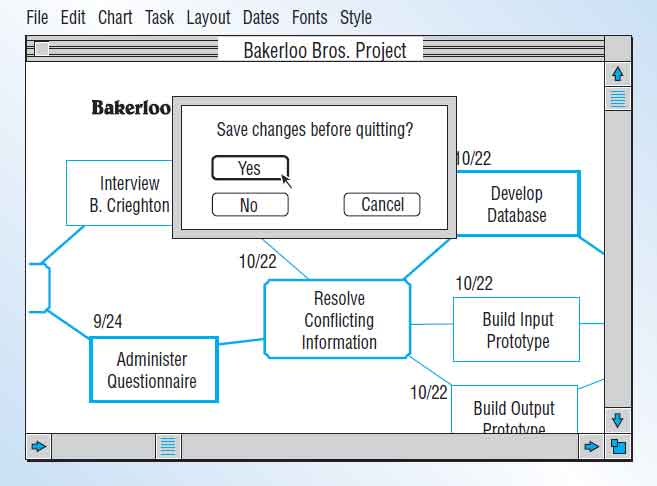 File Edit Chart Task Layout Dates Fonts Style
Bakerloo Bros. Project
Bakerloo
Save changes before quitting?
Yes
No
Cancel
Interview
B. Crieghton
10/22
Develop
Database
10/22
Resolve
Conflicting
Information
10/22
Build Input
Prototype
9/24
Administer
Questionnaire
10/22
Build Output
Prototype